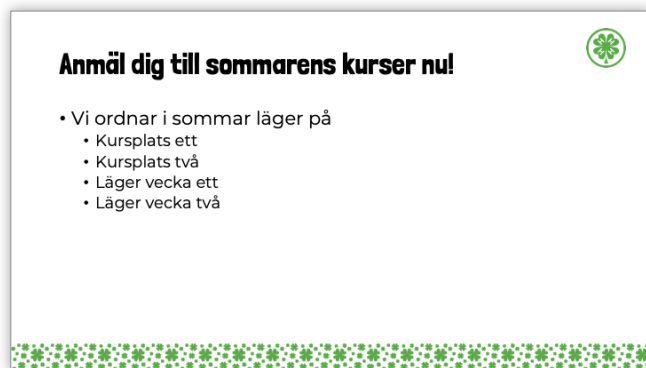 Anmäl dig till sommarens kurser nu!
• Vi ordnar i sommar läger på
• Kursplats ett
• Kursplats två
• Läger vecka ett
• Läger vecka två